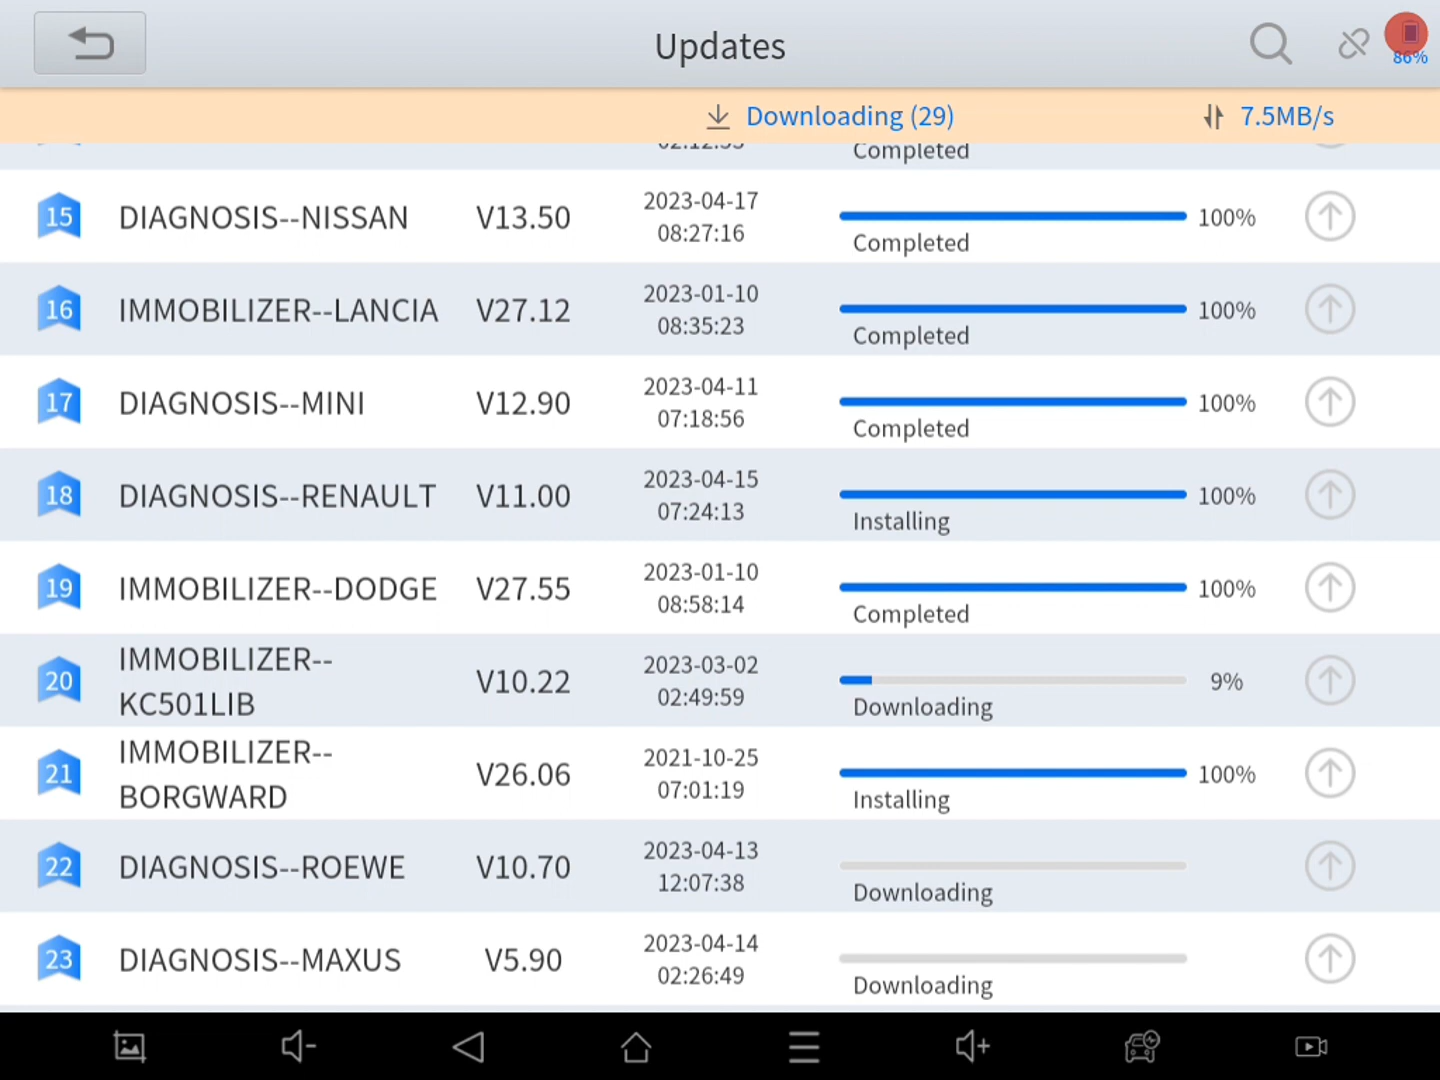 Updates
86%
Downloading (29)
7.5MB/s
02:12:53
Completed
15
DIAGNOSIS--NISSAN
V13.50
2023-04-17
08:27:16
100%
Completed
16
IMMOBILIZER--LANCIA
V27.12
2023-01-10
08:35:23
100%
Completed
17
DIAGNOSIS--MINI
V12.90
2023-04-11
07:18:56
100%
Completed
18
DIAGNOSIS--RENAULT
V11.00
2023-04-15
07:24:13
100%
Installing
19
IMMOBILIZER--DODGE
V27.55
2023-01-10
08:58:14
100%
Completed
20
IMMOBILIZER--
KC501LIB
V10.22
2023-03-02
02:49:59
9%
Downloading
21
IMMOBILIZER--
BORGWARD
V26.06
2021-10-25
07:01:19
100%
Installing
22
DIAGNOSIS--ROEWE
V10.70
2023-04-13
12:07:38
Downloading
23
DIAGNOSIS--MAXUS
V5.90
2023-04-14
02:26:49
Downloading